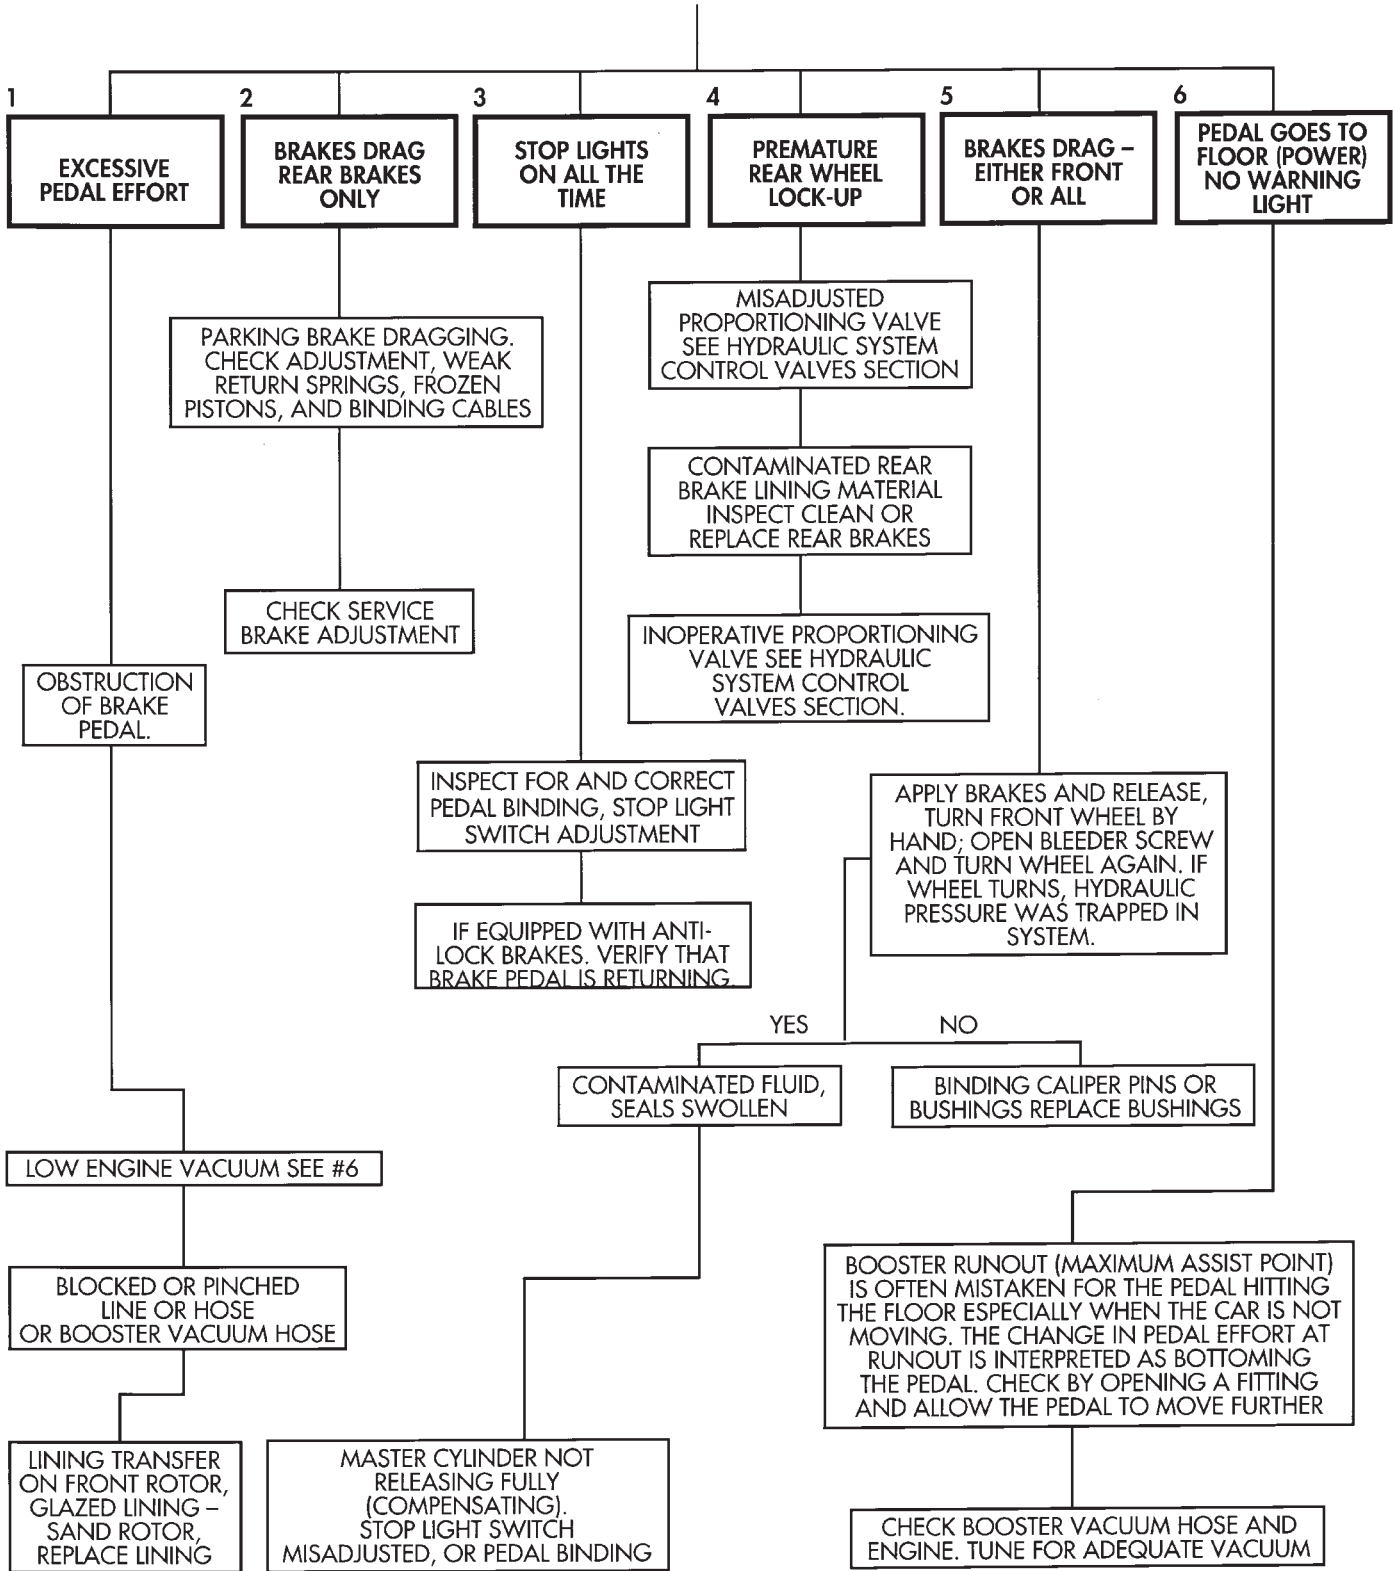 1
EXCESSIVE
PEDAL EFFORT
2
BRAKES DRAG
REAR BRAKES
ONLY
3
STOP LIGHTS
ON ALL THE
TIME
4
PREMATURE
REAR WHEEL
LOCK-UP
5
BRAKES DRAG –
EITHER FRONT
OR ALL
6
PEDAL GOES TO
FLOOR (POWER)
NO WARNING
LIGHT
OBSTRUCTION
OF BRAKE
PEDAL.
LOW ENGINE VACUUM SEE #6
BLOCKED OR PINCHED
LINE OR HOSE
OR BOOSTER VACUUM HOSE
LINING TRANSFER
ON FRONT ROTOR,
GLAZED LINING –
SAND ROTOR,
REPLACE LINING
PARKING BRAKE DRAGGING.
CHECK ADJUSTMENT, WEAK
RETURN SPRINGS, FROZEN
PISTONS, AND BINDING CABLES
CHECK SERVICE
BRAKE ADJUSTMENT
INSPECT FOR AND CORRECT
PEDAL BINDING, STOP LIGHT
SWITCH ADJUSTMENT
IF EQUIPPED WITH ANTI-
LOCK BRAKES. VERIFY THAT
BRAKE PEDAL IS RETURNING.
MISADJUSTED
PROPORTIONING VALVE
SEE HYDRAULIC SYSTEM
CONTROL VALVES SECTION
CONTAMINATED REAR
BRAKE LINING MATERIAL
INSPECT CLEAN OR
REPLACE REAR BRAKES
INOPERATIVE PROPORTIONING
VALVE SEE HYDRAULIC
SYSTEM CONTROL
VALVES SECTION.
APPLY BRAKES AND RELEASE,
TURN FRONT WHEEL BY
HAND; OPEN BLEEDER SCREW
AND TURN WHEEL AGAIN. IF
WHEEL TURNS, HYDRAULIC
PRESSURE WAS TRAPPED IN
SYSTEM.
YES
NO
CONTAMINATED FLUID,
SEALS SWOLLEN
BINDING CALIPER PINS OR
BUSHINGS REPLACE BUSHINGS
MASTER CYLINDER NOT
RELEASING FULLY
(COMPENSATING).
STOP LIGHT SWITCH
MISADJUSTED, OR PEDAL BINDING
BOOSTER RUNOUT (MAXIMUM ASSIST POINT)
IS OFTEN MISTAKEN FOR THE PEDAL HITTING
THE FLOOR ESPECIALLY WHEN THE CAR IS NOT
MOVING. THE CHANGE IN PEDAL EFFORT AT
RUNOUT IS INTERPRETED AS BOTTOMING
THE PEDAL. CHECK BY OPENING A FITTING
AND ALLOW THE PEDAL TO MOVE FURTHER
CHECK BOOSTER VACUUM HOSE AND
ENGINE. TUNE FOR ADEQUATE VACUUM